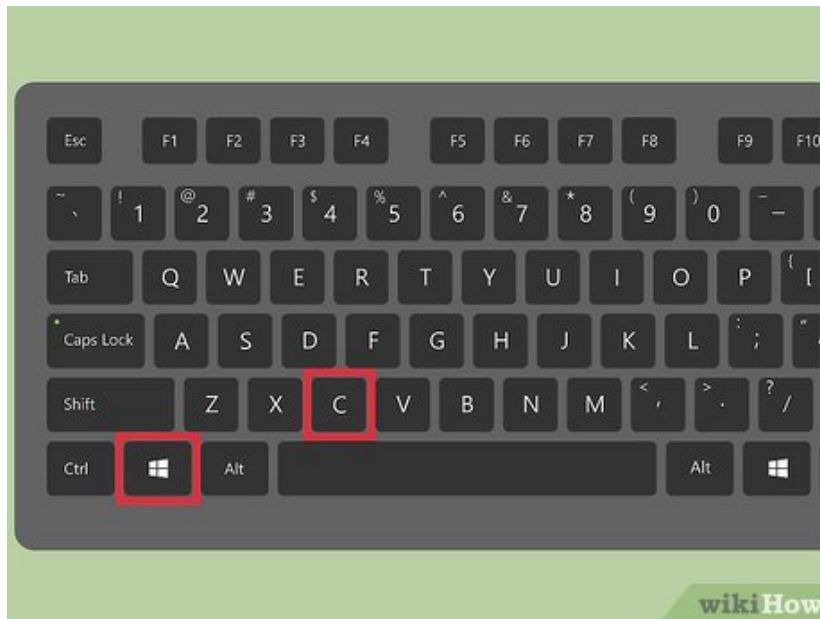 Esc F1 F2 F3 F4 F5 F6 F7 F8 F9 F10
~ ` ! 1 @ 2 # 3 $ 4 % 5 ^ 6 & 7 * 8 ( 9 ) 0 _ –
Tab Q W E R T Y U I O P { [
Caps Lock A S D F G H J K L : ; "
Shift Z X C V B N M < , > . ? /
Ctrl Alt Alt
wikiHow